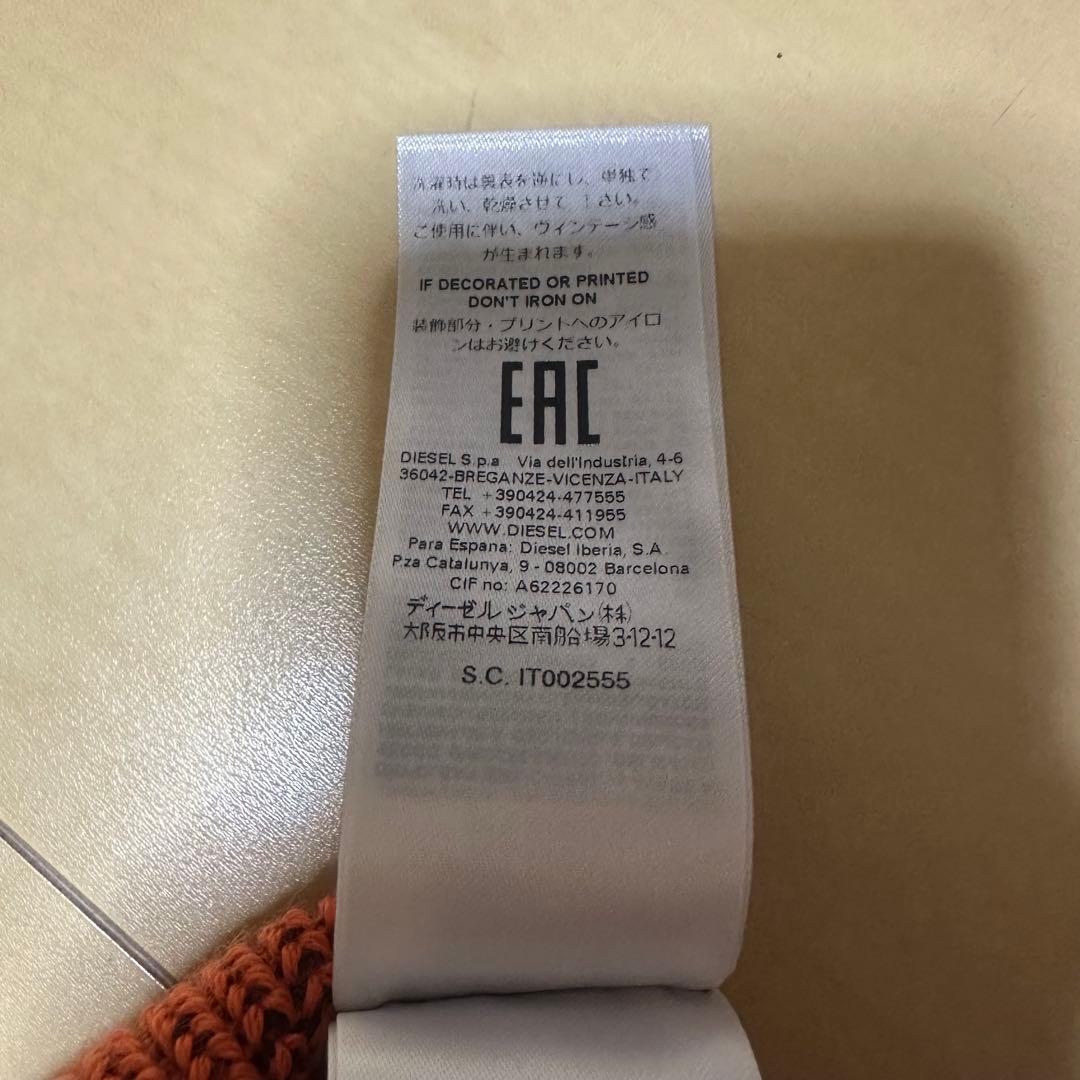 洗濯時は裏表を逆にし、単独で
洗い、乾燥させて下さい。
ご使用に伴い、ヴィンテージ感
が生まれます。
IF DECORATED OR PRINTED
DON'T IRON ON
装飾部分・プリントへのアイロ
ンはお避けください。
EAC
DIESEL S.p.a. Via dell'Industria, 4-6
36042-BREGANZE-VICENZA-ITALY
TEL +390424-477555
FAX +390424-411955
WWW.DIESEL.COM
Para Espana: Diesel Iberia, S.A.
Pza Catalunya, 9 - 08002 Barcelona
CIF no: A62226170
ディーゼルジャパン(株)
大阪市中央区南船場3-12-12
S.C. IT002555